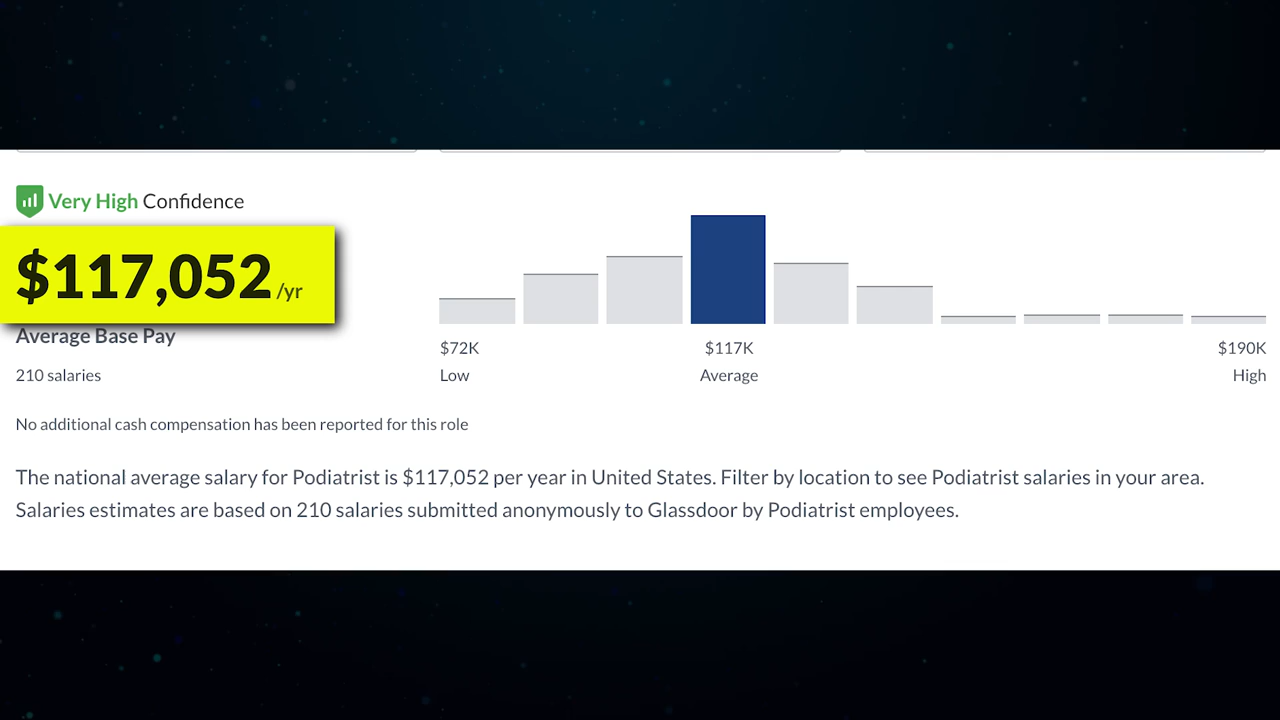 Very High Confidence
$117,052 /yr
Average Base Pay
210 salaries
$72K
Low
$117K
Average
$190K
High
No additional cash compensation has been reported for this role
The national average salary for Podiatrist is $117,052 per year in United States. Filter by location to see Podiatrist salaries in your area.
Salaries estimates are based on 210 salaries submitted anonymously to Glassdoor by Podiatrist employees.